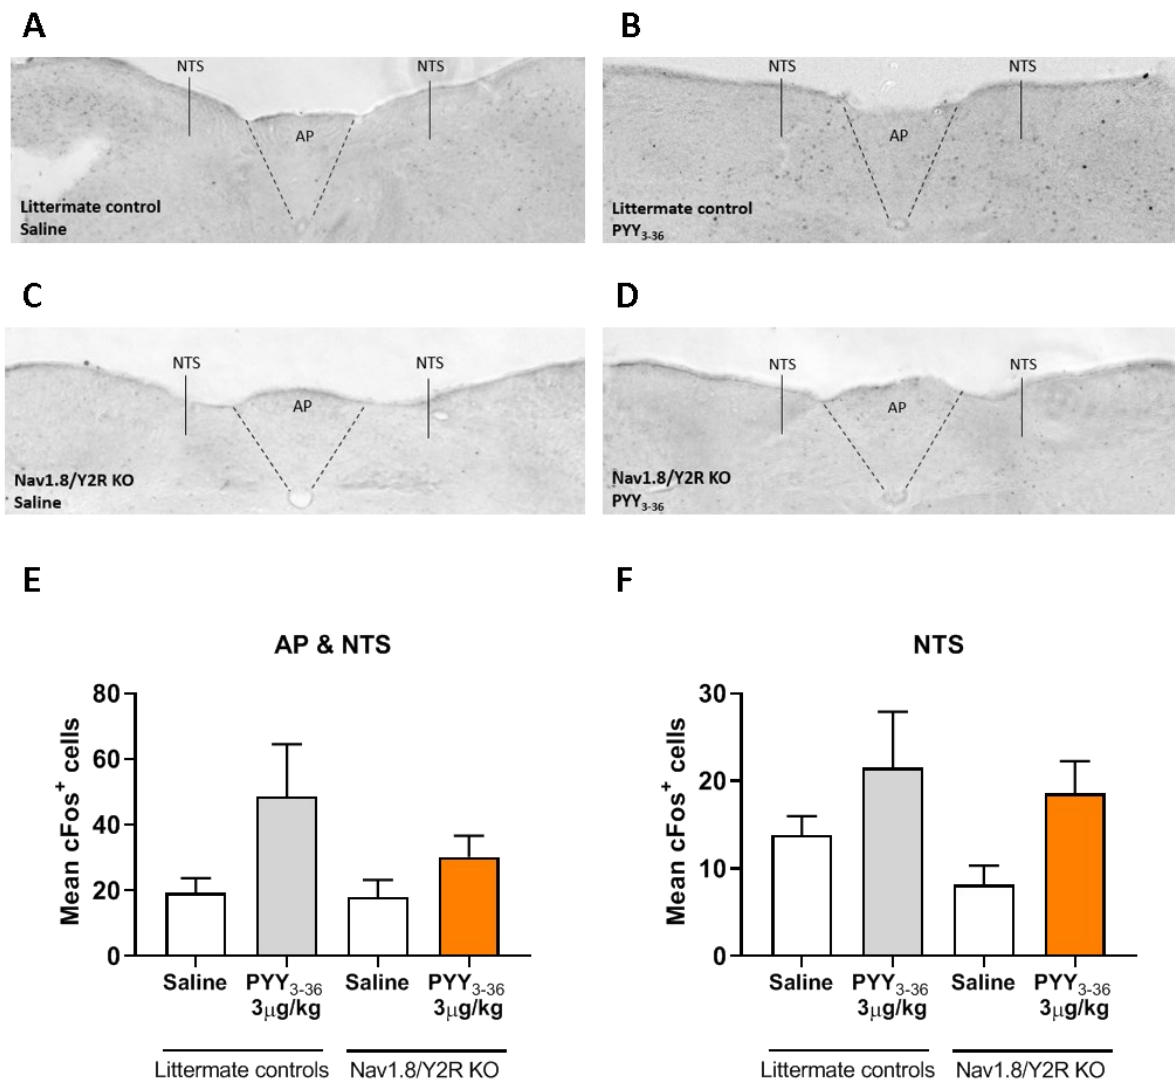 A
B
NTS
NTS
AP
Littermate control
Saline
NTS
NTS
AP
Littermate control
PYY3-36
C
D
NTS
NTS
AP
Nav1.8/Y2R KO
Saline
NTS
NTS
AP
Nav1.8/Y2R KO
PYY3-36
E
F
AP & NTS
Mean cFos+ cells
80
60
40
20
0
Saline
PYY3-36
3µg/kg
Saline
PYY3-36
3µg/kg
Littermate controls
Nav1.8/Y2R KO
NTS
Mean cFos+ cells
30
20
10
0
Saline
PYY3-36
3µg/kg
Saline
PYY3-36
3µg/kg
Littermate controls
Nav1.8/Y2R KO